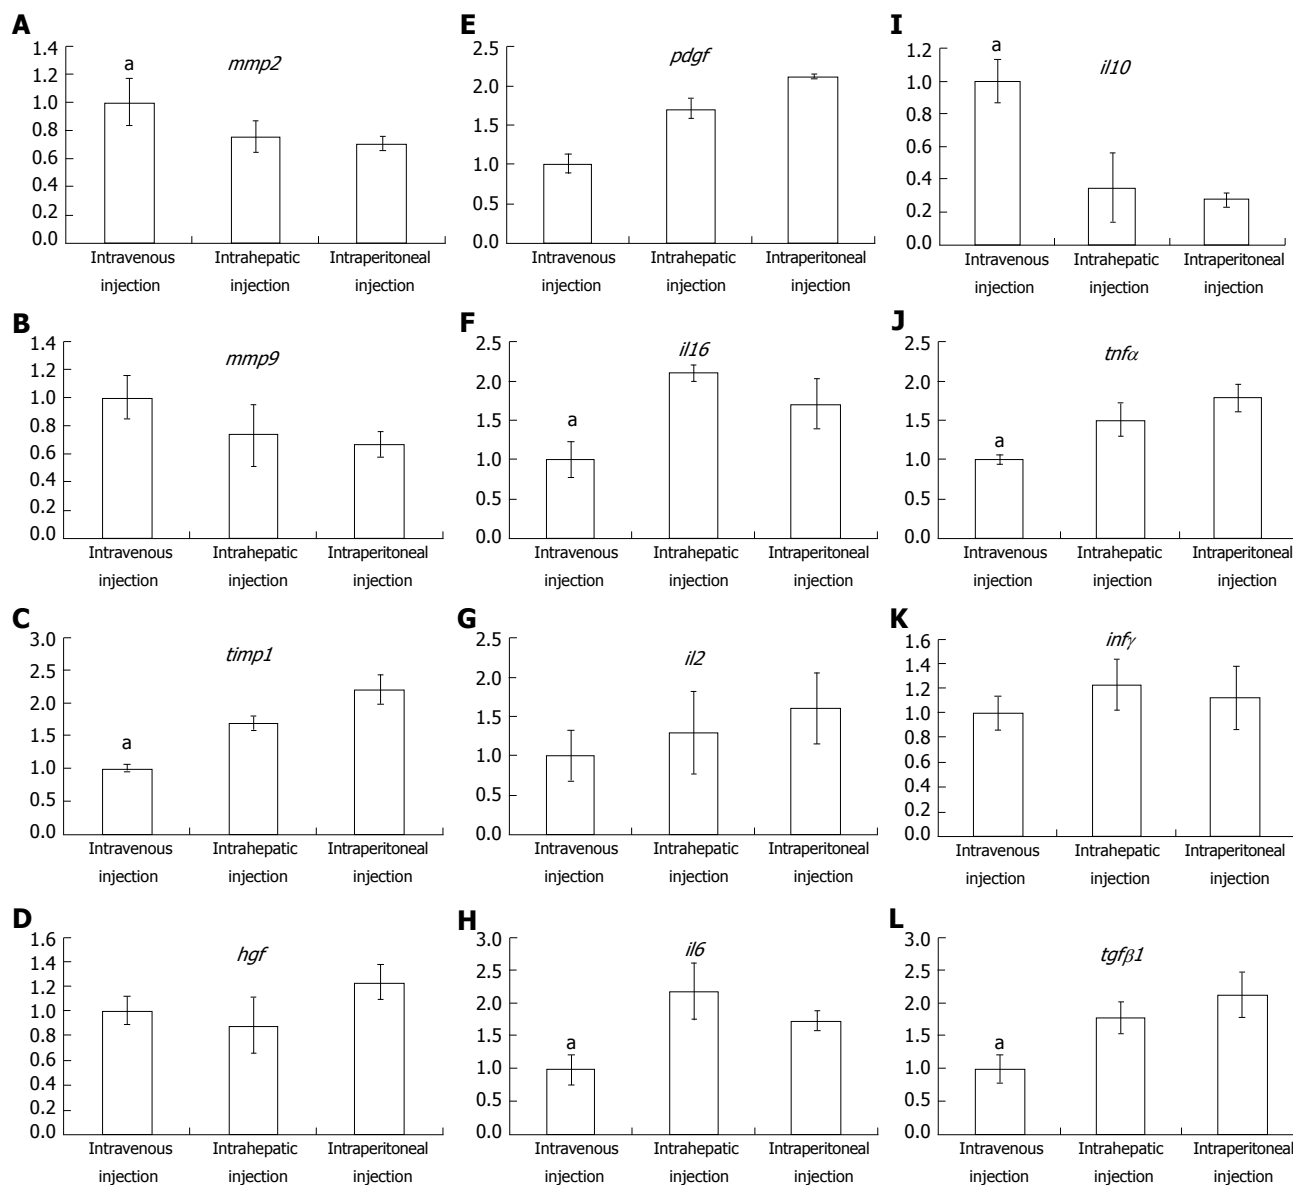 A
mmp2
a
1.4
1.2
1.0
0.8
0.6
0.4
0.2
0.0
Intravenous Intrahepatic Intraperitoneal
injection injection injection
B
mmp9
1.4
1.2
1.0
0.8
0.6
0.4
0.2
0.0
Intravenous Intrahepatic Intraperitoneal
injection injection injection
C
timp1
a
3.0
2.5
2.0
1.5
1.0
0.5
0.0
Intravenous Intrahepatic Intraperitoneal
injection injection injection
D
hgf
1.6
1.4
1.2
1.0
0.8
0.6
0.4
0.2
0.0
Intravenous Intrahepatic Intraperitoneal
injection injection injection
E
pdgf
2.5
2.0
1.5
1.0
0.5
0.0
Intravenous Intrahepatic Intraperitoneal
injection injection injection
F
il16
a
2.5
2.0
1.5
1.0
0.5
0.0
Intravenous Intrahepatic Intraperitoneal
injection injection injection
G
il2
2.5
2.0
1.5
1.0
0.5
0.0
Intravenous Intrahepatic Intraperitoneal
injection injection injection
H
il6
a
3.0
2.5
2.0
1.5
1.0
0.5
0.0
Intravenous Intrahepatic Intraperitoneal
injection injection injection
I
il10
a
1.2
1.0
0.8
0.6
0.4
0.2
0.0
Intravenous Intrahepatic Intraperitoneal
injection injection injection
J
tnfα
a
2.5
2.0
1.5
1.0
0.5
0.0
Intravenous Intrahepatic Intraperitoneal
injection injection injection
K
infγ
1.6
1.4
1.2
1.0
0.8
0.6
0.4
0.2
0.0
Intravenous Intrahepatic Intraperitoneal
injection injection injection
L
tgfβ1
a
3.0
2.5
2.0
1.5
1.0
0.5
0.0
Intravenous Intrahepatic Intraperitoneal
injection injection injection